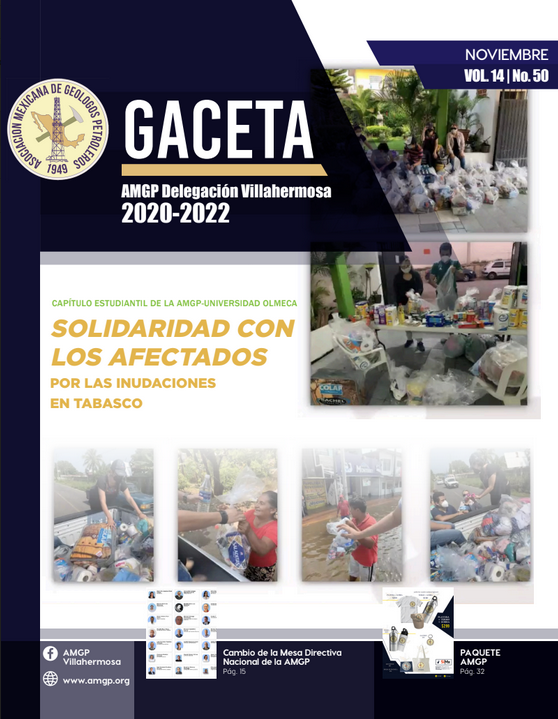 NOVIEMBRE
VOL. 14 | No. 50
ASOCIACIÓN MEXICANA DE GEÓLOGOS PETROLEROS
1949
GACETA
AMGP Delegación Villahermosa
2020-2022
CAPÍTULO ESTUDIANTIL DE LA AMGP-UNIVERSIDAD OLMECA
SOLIDARIDAD CON
LOS AFECTADOS
POR LAS INUDACIONES
EN TABASCO
AMGP
Villahermosa
www.amgp.org
Cambio de la Mesa Directiva
Nacional de la AMGP
Pág. 15
PAQUETE
AMGP
Pág. 32